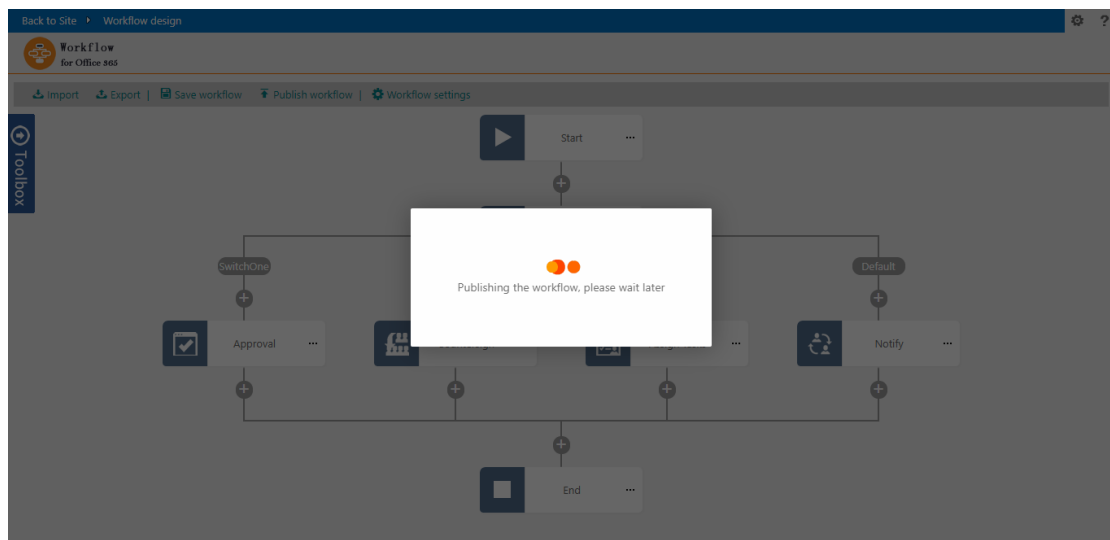 Back to Site Workflow design
?
Workflow
for Office 365
Import Export | Save workflow Publish workflow | Workflow settings
Toolbox
Start ...
SwitchOne
Default
Publishing the workflow, please wait later
Approval ...
...
Notify ...
End ...